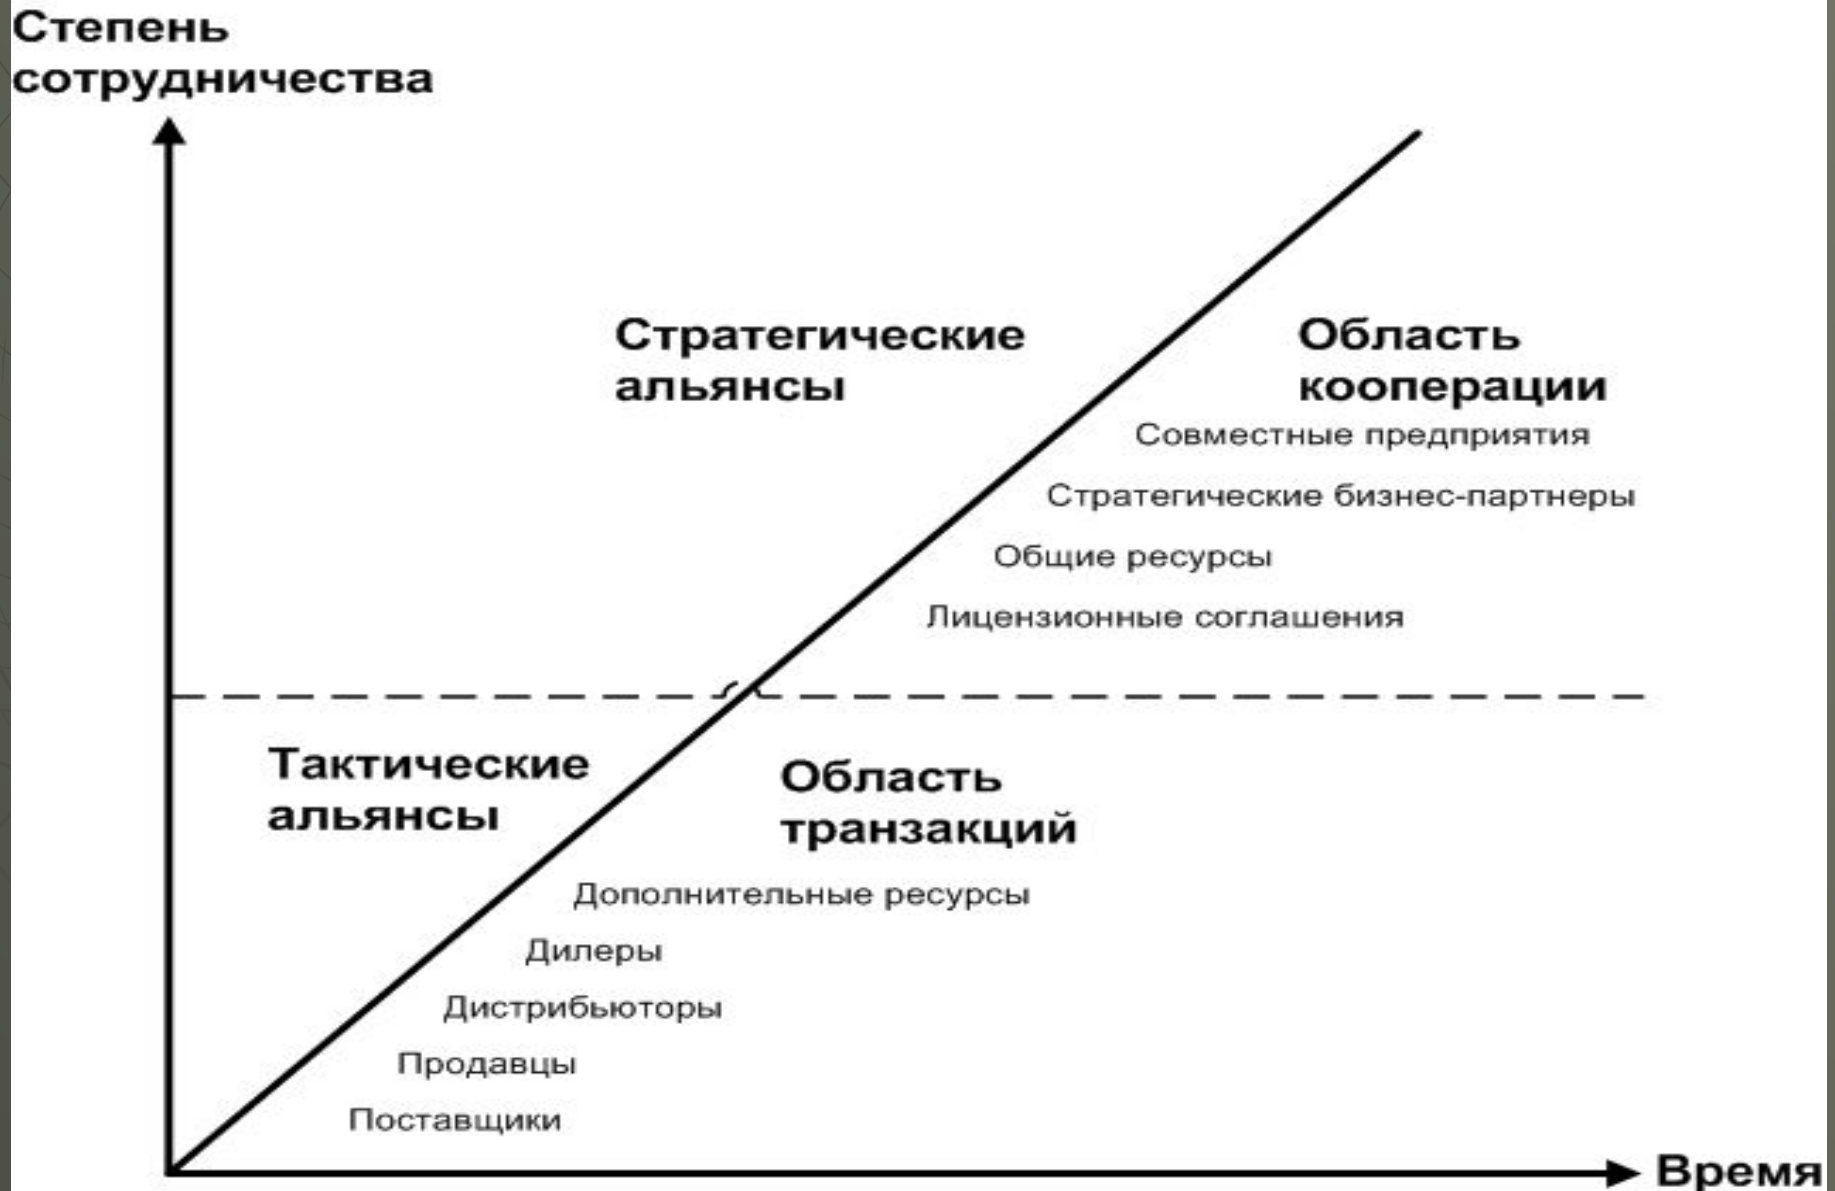 Степень
сотрудничества
Стратегические
альянсы
Область
кооперации
Совместные предприятия
Стратегические бизнес-партнеры
Общие ресурсы
Лицензионные соглашения
Тактические
альянсы
Область
транзакций
Дополнительные ресурсы
Дилеры
Дистрибьюторы
Продавцы
Поставщики
Время